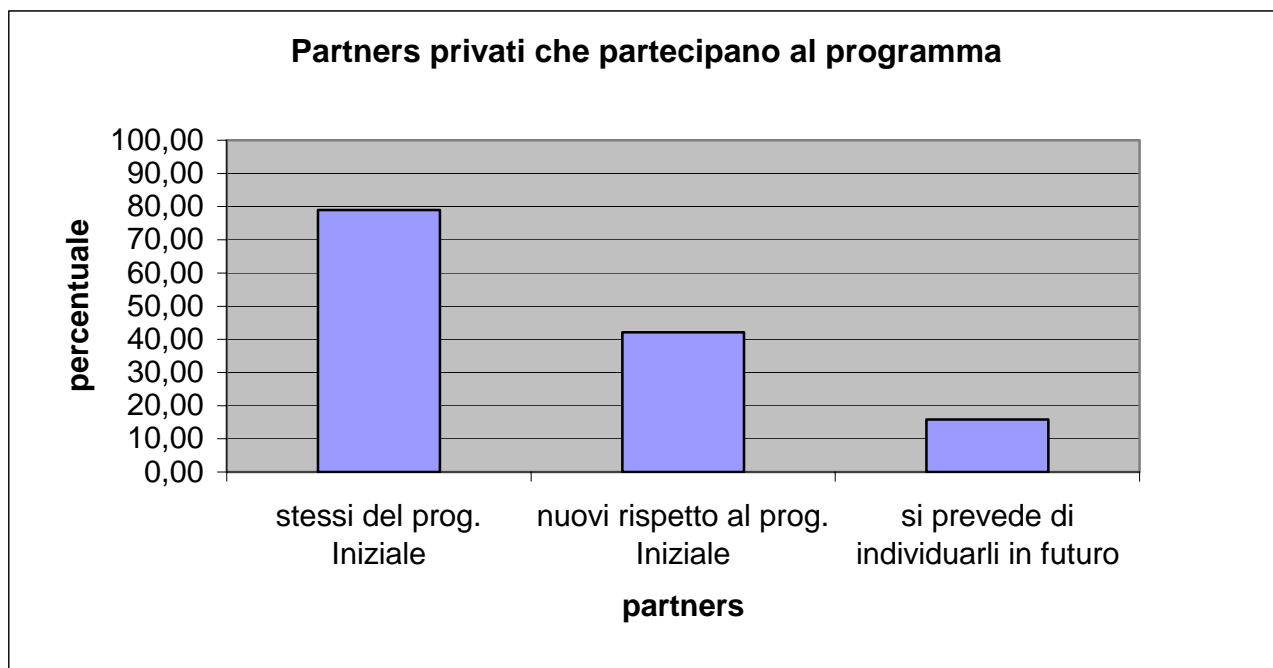 Partners privati che partecipano al programma
100,00
90,00
80,00
70,00
60,00
50,00
40,00
30,00
20,00
10,00
0,00
percentuale
stessi del prog.
Iniziale
nuovi rispetto al prog.
Iniziale
si prevede di
individuarli in futuro
partners